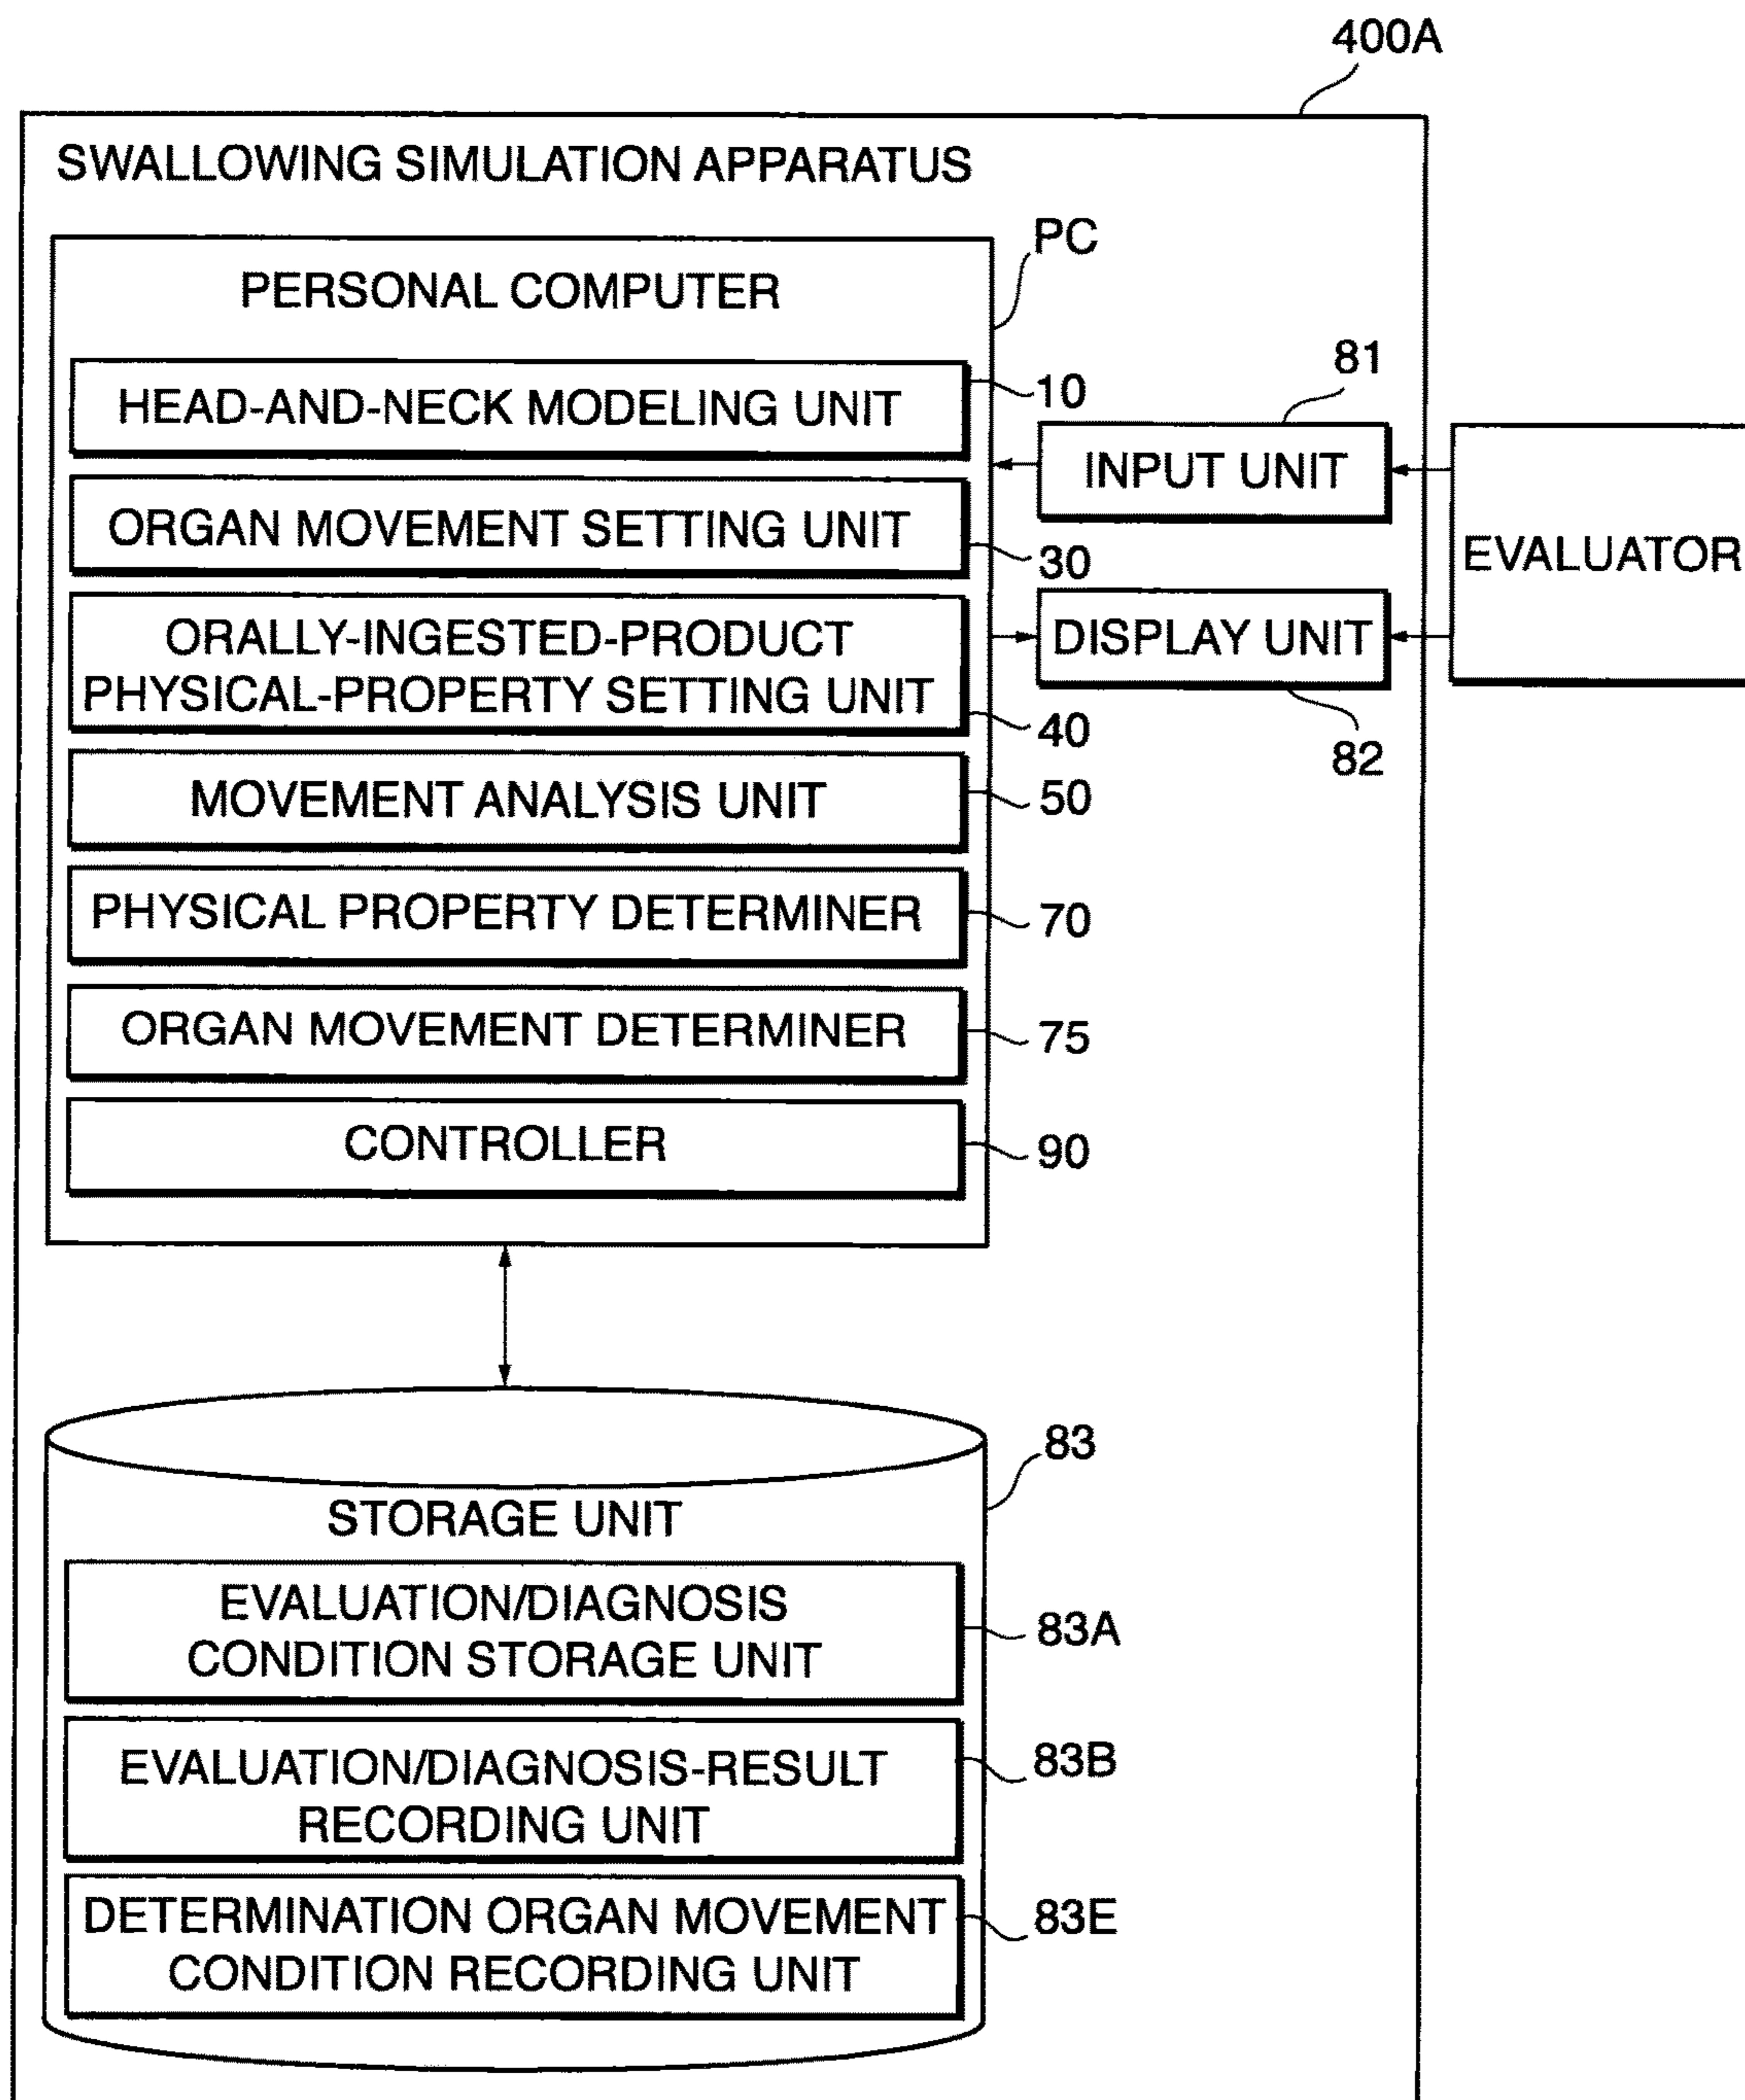 400A
SWALLOWING SIMULATION APPARATUS
PC
PERSONAL COMPUTER
HEAD-AND-NECK MODELING UNIT
10
ORGAN MOVEMENT SETTING UNIT
30
ORALLY-INGESTED-PRODUCT
PHYSICAL-PROPERTY SETTING UNIT
40
MOVEMENT ANALYSIS UNIT
50
PHYSICAL PROPERTY DETERMINER
70
ORGAN MOVEMENT DETERMINER
75
CONTROLLER
90
81
INPUT UNIT
DISPLAY UNIT
82
EVALUATOR
83
STORAGE UNIT
EVALUATION/DIAGNOSIS
CONDITION STORAGE UNIT
83A
EVALUATION/DIAGNOSIS-RESULT
RECORDING UNIT
83B
DETERMINATION ORGAN MOVEMENT
CONDITION RECORDING UNIT
83E